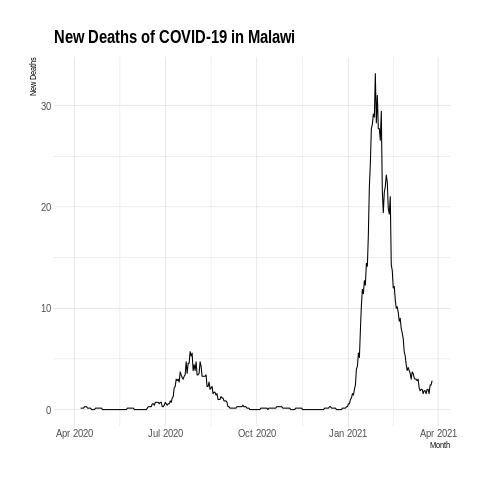 New Deaths of COVID-19 in Malawi
New Deaths
30
20
10
0
Apr 2020 Jul 2020 Oct 2020 Jan 2021 Apr 2021
Month